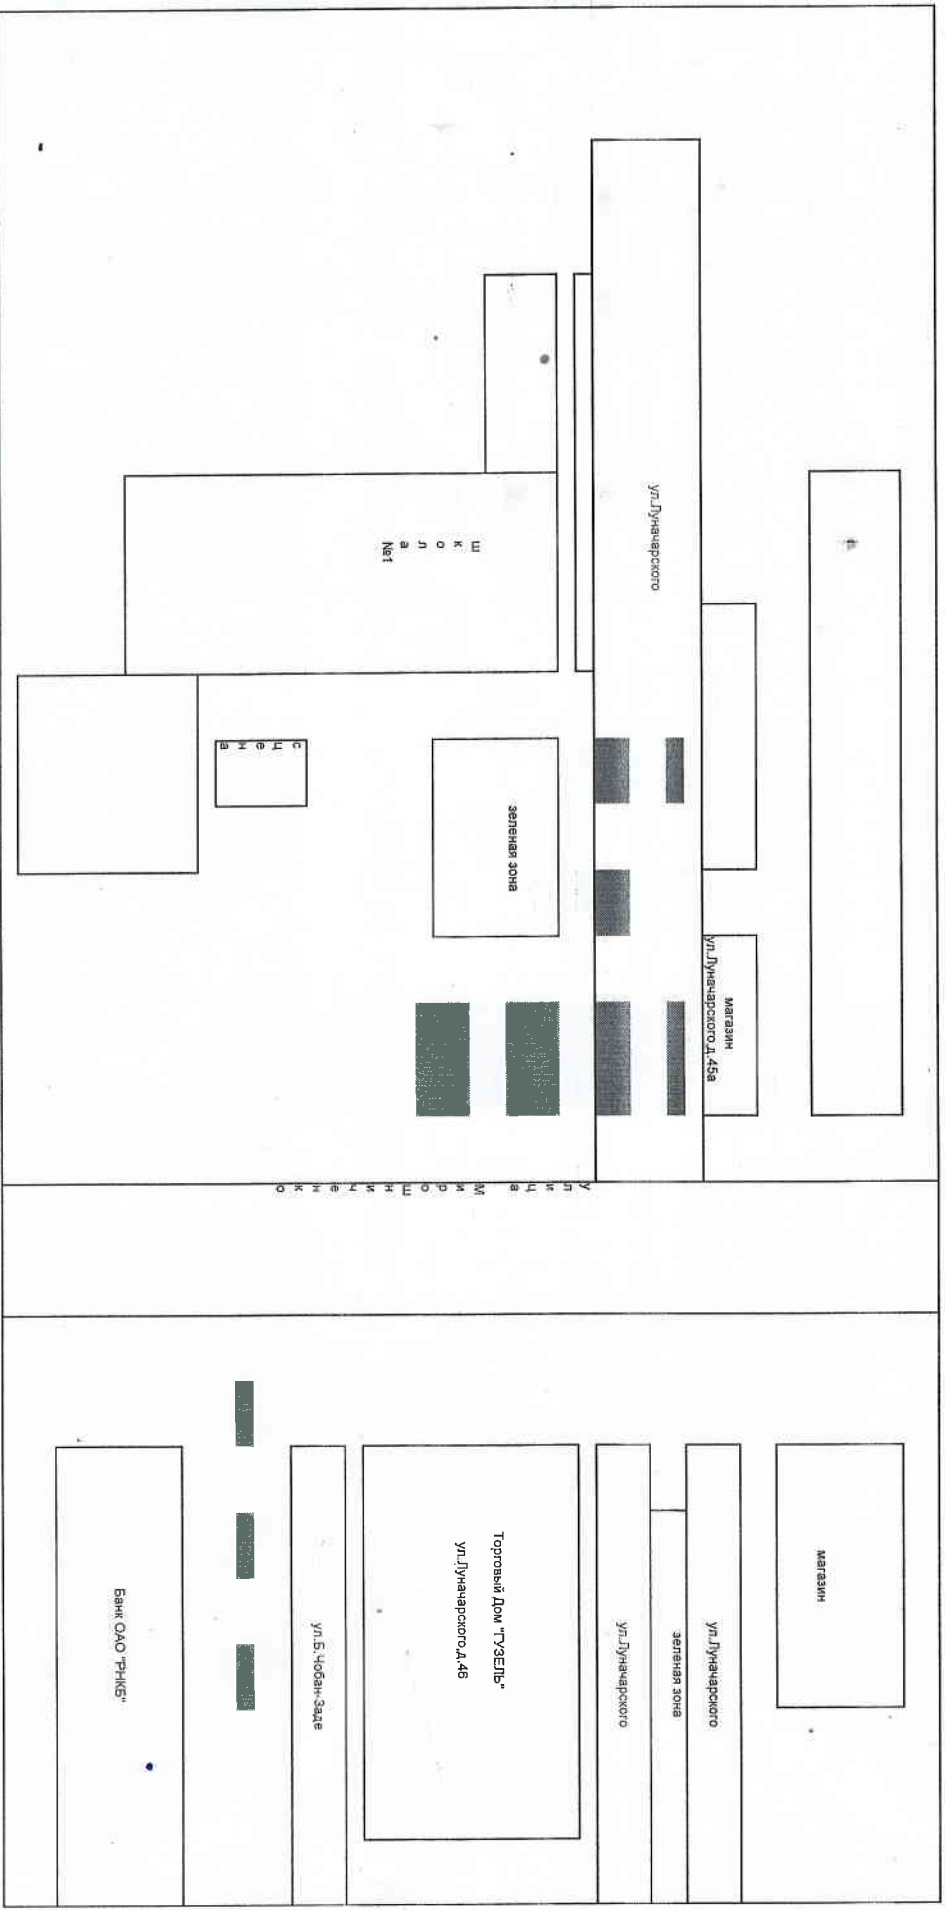 магазин
ул.Луначарского,д.45а
ул.Луначарского
зеленая зона
школа
№1
сцена
Улица Мирошниченко
магазин
ул.Луначарского
зеленая зона
ул.Луначарского
Торговый Дом "ГУЗЕЛЬ"
ул.Луначарского,д.46
ул.Б.Чобан-Заде
Банк ОАО "РНКБ"